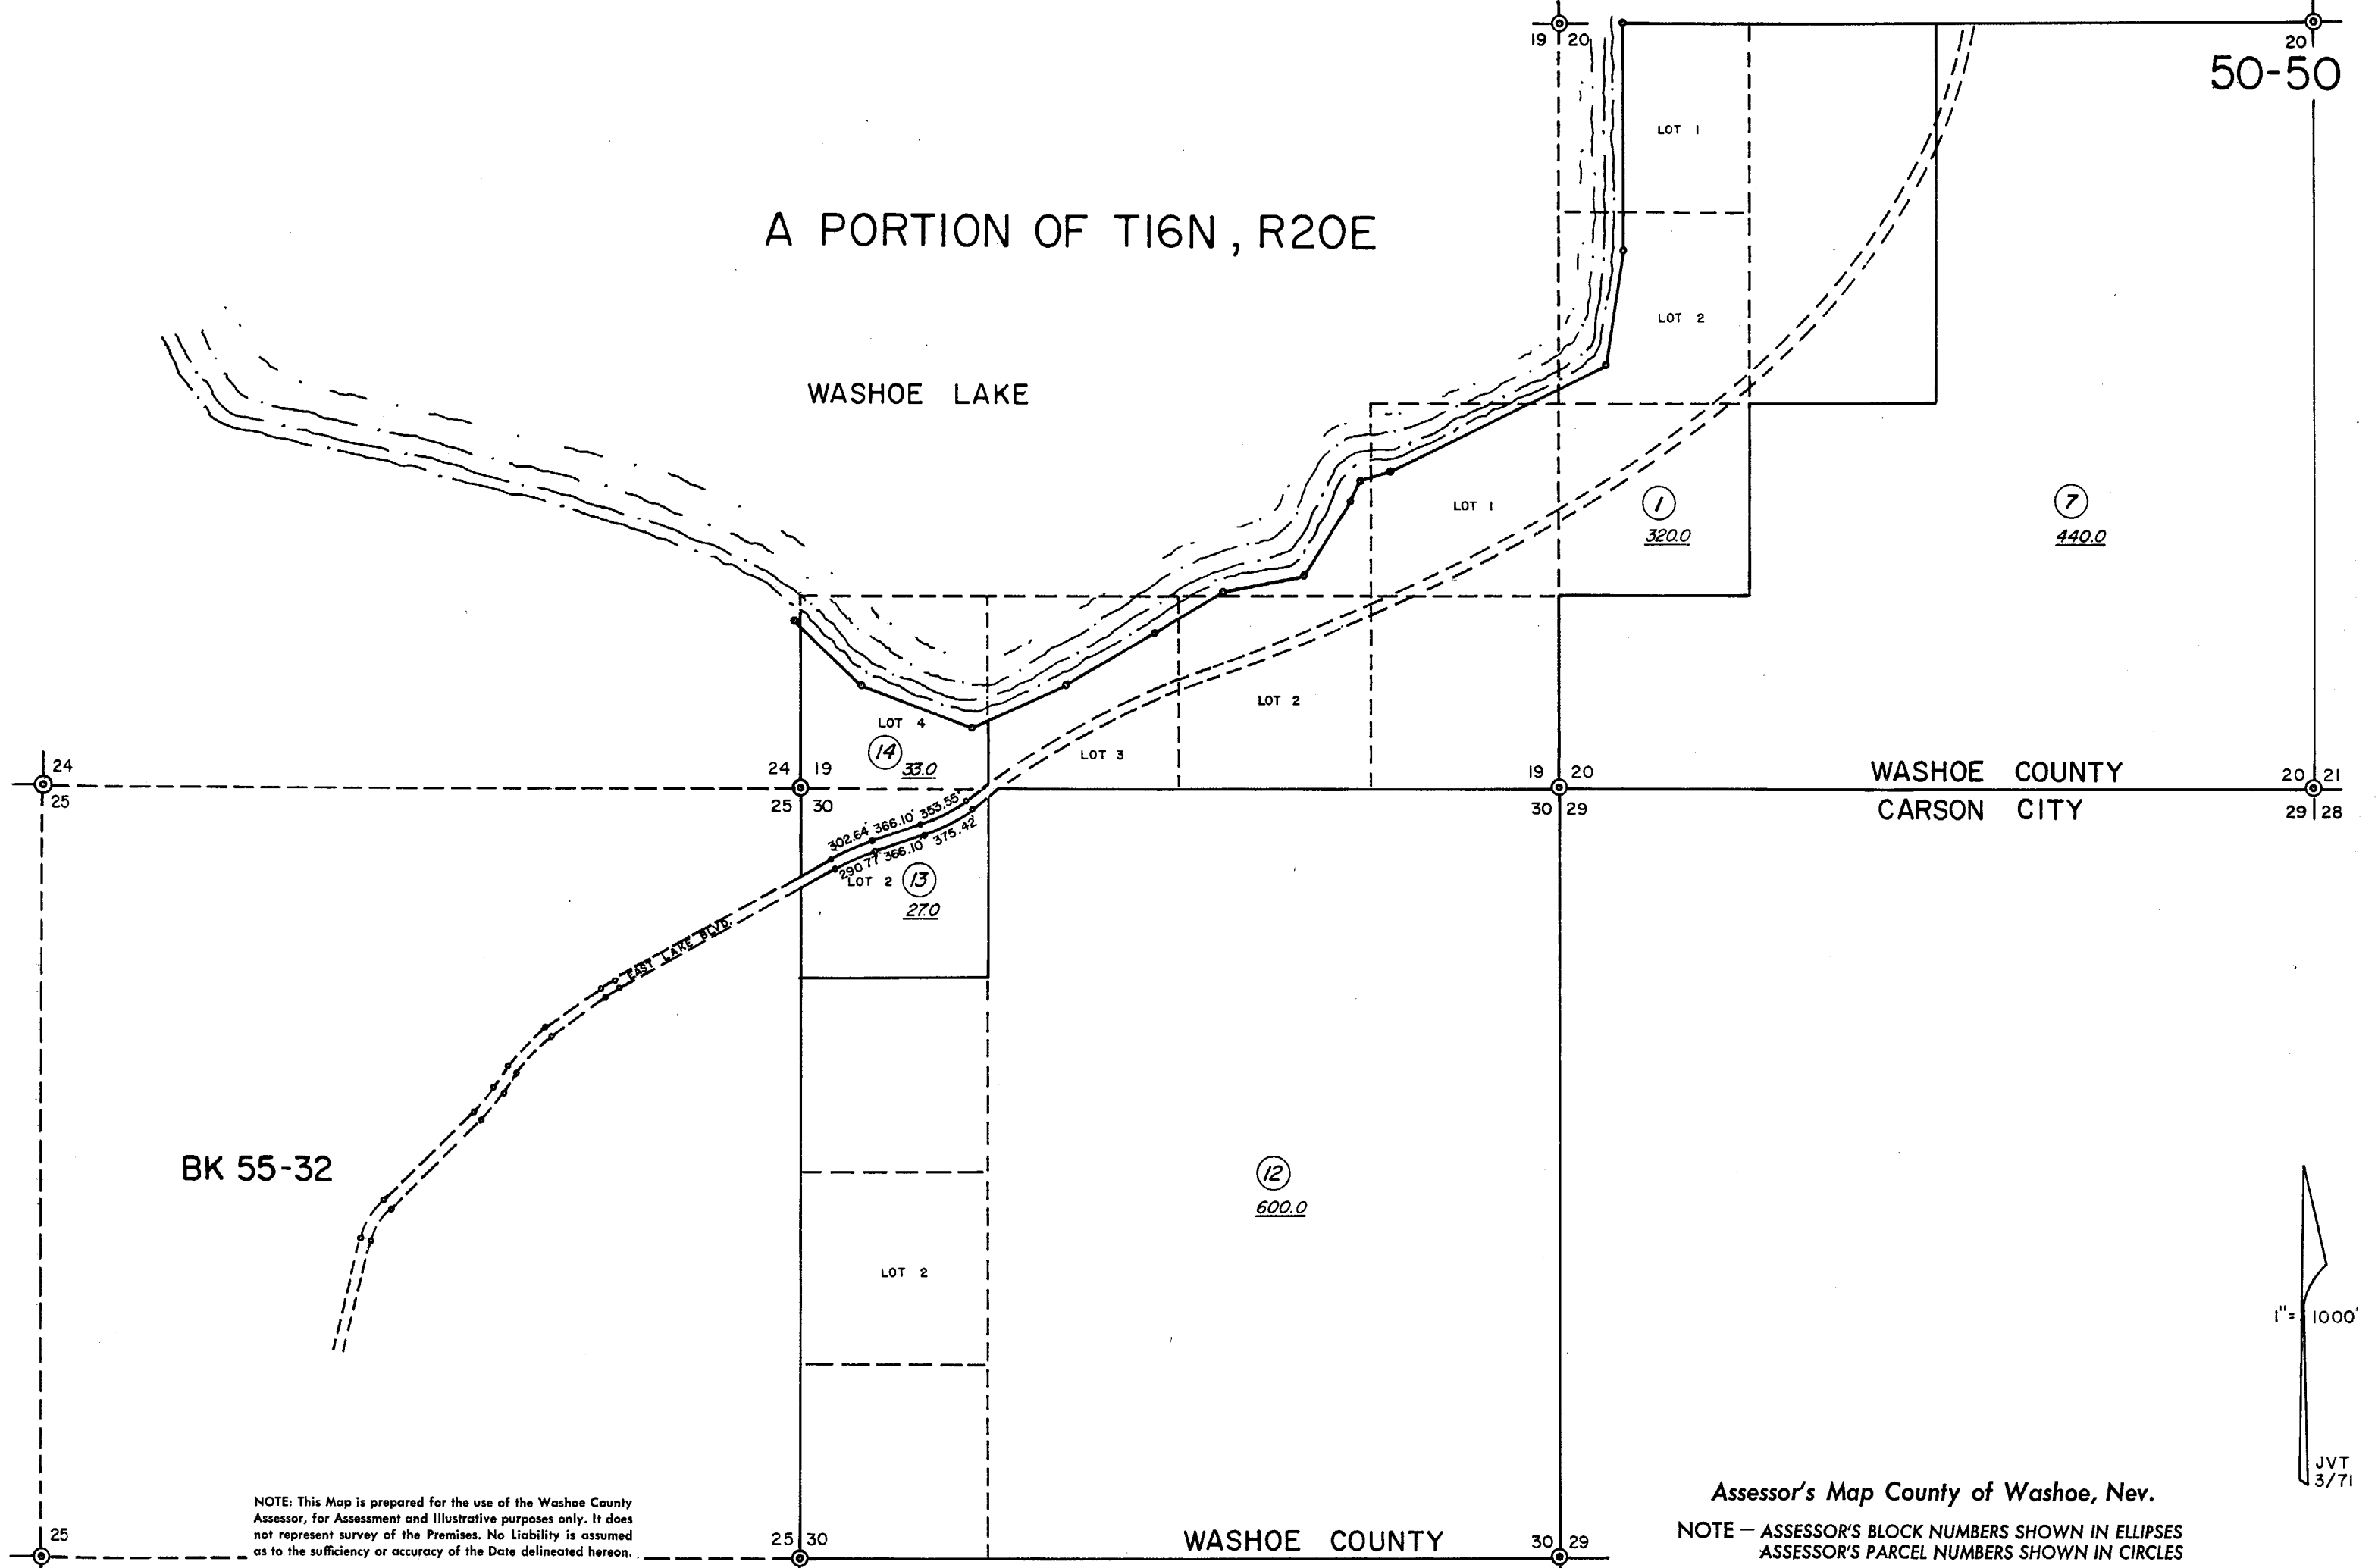 19 20
20
50-50
LOT 1
A PORTION OF T16N, R20E
LOT 2
WASHOE LAKE
LOT 1
1
320.0
7
440.0
LOT 2
LOT 4
14
33.0
LOT 3
24
25
24 19
25 30
19 20
30 29
WASHOE COUNTY
CARSON CITY
20 21
29 28
302.64' 366.10' 353.55'
290.77' 366.10' 375.42'
LOT 2
13
27.0
EAST LAKE BLVD.
BK 55-32
12
600.0
LOT 2
1" = 1000'
JVT
3/71
NOTE: This Map is prepared for the use of the Washoe County
Assessor, for Assessment and Illustrative purposes only. It does
not represent survey of the Premises. No Liability is assumed
as to the sufficiency or accuracy of the Date delineated hereon.
Assessor's Map County of Washoe, Nev.
NOTE — ASSESSOR'S BLOCK NUMBERS SHOWN IN ELLIPSES
ASSESSOR'S PARCEL NUMBERS SHOWN IN CIRCLES
25
25 30
WASHOE COUNTY
30 29